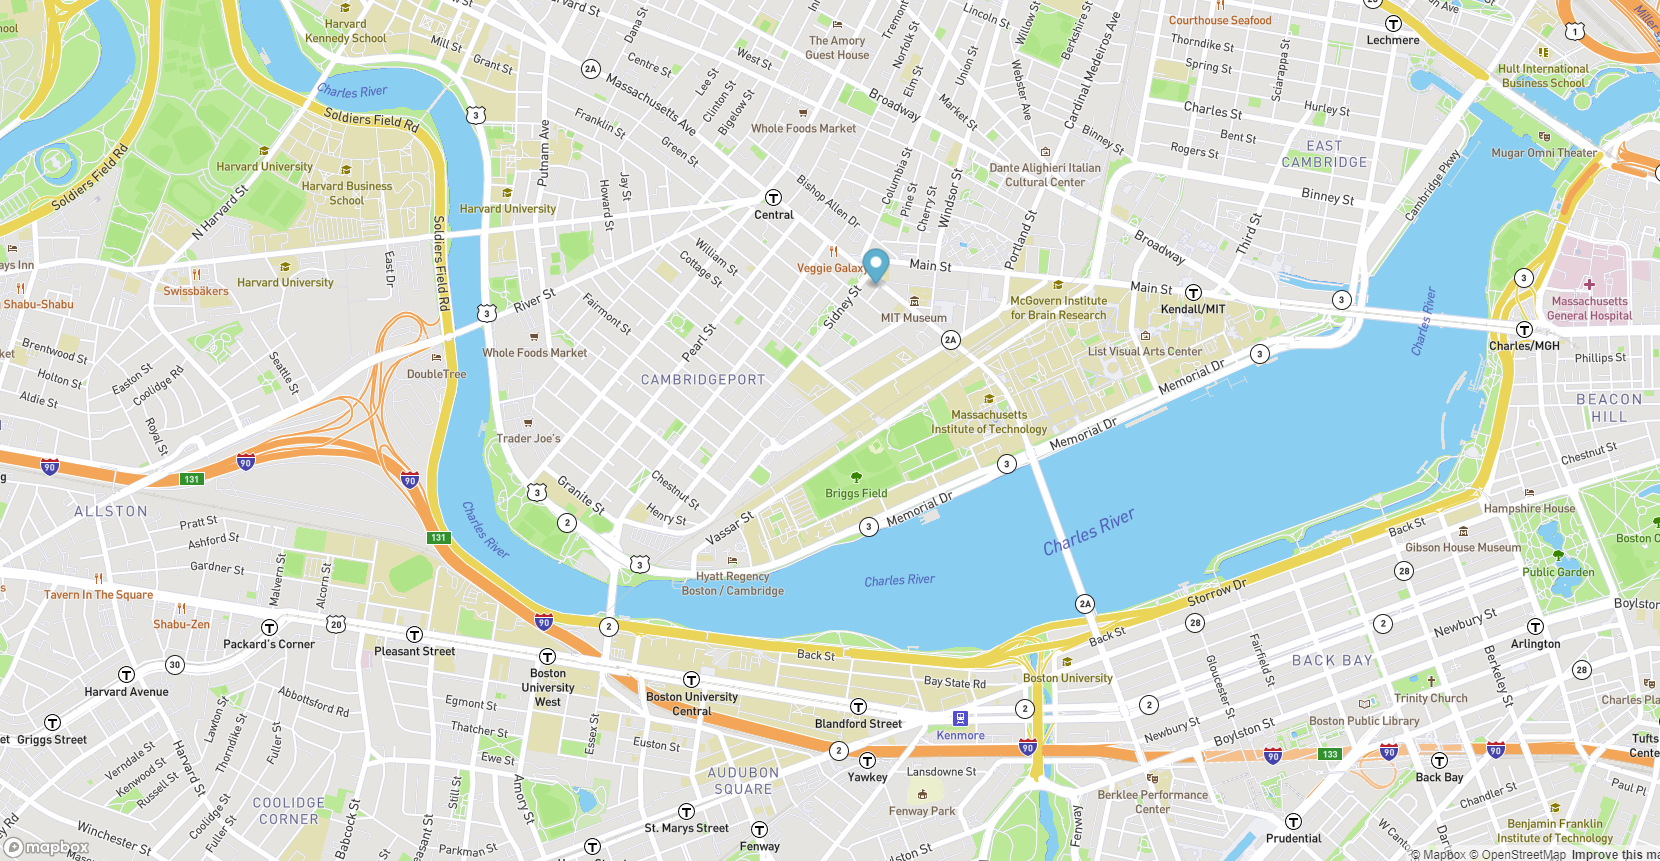 Harvard
Kennedy School
Mill St
Grant St
Harvard St
Dana St
Centre St
West St
The Amory
Guest House
Tremont
Norfolk St
Lincoln St
Willow St
Berkshire St
Courthouse Seafood
Thorndike St
Spring St
Lechmere
28
1
Hult International
Business School
Charles River
3
2A
Massachusetts Ave
Lee St
Clinton St
Bigelow St
Whole Foods Market
Broadway
Elm St
Union St
Market St
Webster Ave
Cardinal Medeiros Ave
Binney St
Charles St
Bent St
Rogers St
Hurley St
Sciarappa St
EAST
CAMBRIDGE
Mugar Omni Theater
Soldiers Field Rd
Soldiers Field Rd
Harvard University
Harvard Business
School
Harvard University
Putnam Ave
Franklin St
Green St
Jay St
Howard St
Central
Bishop Allen Dr
Columbia St
Pine St
Cherry St
Windsor St
Dante Alighieri Italian
Cultural Center
Portland St
Broadway
Binney St
Third St
Cambridge Pkwy
N Harvard St
Soldiers Field Rd
East Dr
ays Inn
Shabu-Shabu
Swissbäkers
Harvard University
William St
Cottage St
Veggie Galaxy
Main St
Sidney St
MIT Museum
McGovern Institute
for Brain Research
Main St
Kendall/MIT
3
3
Massachusetts
General Hospital
Charles/MGH
Charles River
Phillips St
River St
3
Fairmont St
Pearl St
Whole Foods Market
2A
List Visual Arts Center
3
Memorial Dr
Brentwood St
Holton St
Aldie St
Easton St
Coolidge Rd
Seattle St
Royal St
DoubleTree
CAMBRIDGEPORT
Massachusetts
Institute of Technology
Memorial Dr
BEACON
HILL
Chestnut St
Trader Joe's
90
90
90
131
3
Granite St
Chestnut St
Henry St
Vassar St
Briggs Field
3
Memorial Dr
3
ALLSTON
Pratt St
Ashford St
Gardner St
Malvern St
Alcorn St
131
Charles River
2
3
Hyatt Regency
Boston / Cambridge
Charles River
Charles River
Hampshire House
Back St
Gibson House Museum
Public Garden
28
Tavern In The Square
Shabu-Zen
Packard's Corner
20
Pleasant Street
90
2
Back St
2A
Storrow Dr
Back St
28
2
Newbury St
Boylston
Arlington
30
Harvard Avenue
Griggs Street
Abbottsford Rd
Egmont St
Thatcher St
Boston
University
West
Boston University
Central
Bay State Rd
Blandford Street
Boston University
Gloucester St
Fairfield St
BACK BAY
28
Berkeley St
Trinity Church
Boston Public Library
Lawton St
Thorndike St
Fuller St
Harvard St
Verndale St
Kenwood St
Russell St
Essex St
Euston St
Ewe St
Amory St
Still St
Kenmore
2
2
Newbury St
Boylston St
2
Yawkey
90
90
133
90
90
Lansdowne St
Fenway Park
AUDUBON
SQUARE
Back Bay
Berklee Performance
Center
Chandler St
COOLIDGE
CORNER
Coolidge St
Fuller St
Winchester St
Babcock St
Parkman St
St. Marys Street
Fenway
Fenway
Boylston St
Prudential
Benjamin Franklin
Institute of Technology
mapbox
© Mapbox © OpenStreetMap Improve this ma